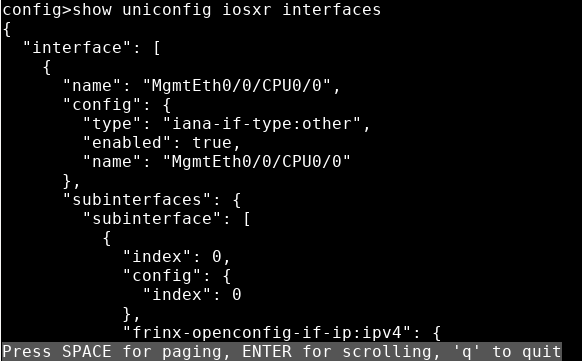 config>show uniconfig iosxr interfaces
{
  "interface": [
    {
      "name": "MgmtEth0/0/CPU0/0",
      "config": {
        "type": "iana-if-type:other",
        "enabled": true,
        "name": "MgmtEth0/0/CPU0/0"
      },
      "subinterfaces": {
        "subinterface": [
          {
            "index": 0,
            "config": {
              "index": 0
            },
            "frinx-openconfig-if-ip:ipv4": {
Press SPACE for paging, ENTER for scrolling, 'q' to quit